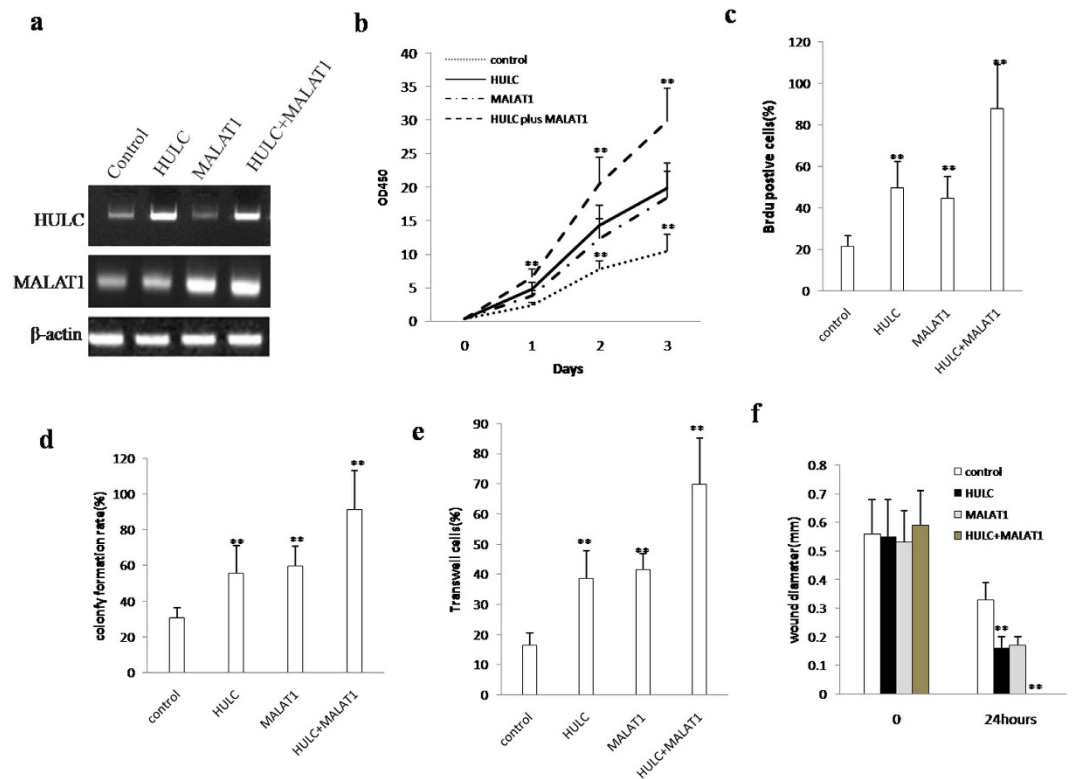 a
Control
HULC
MALAT1
HULC+MALAT1
HULC
MALAT1
β-actin
b
40
35
30
25
20
15
10
5
0
OD450
control
HULC
MALAT1
HULC plus MALAT1
**
**
**
**
**
0 1 2 3
Days
c
120
100
80
60
40
20
0
Brdu postive cells(%)
**
**
**
control
HULC
MALAT1
HULC+MALAT1
d
120
100
80
60
40
20
0
colonfy formation rate(%)
**
**
**
control
HULC
MALAT1
HULC+MALAT1
e
90
80
70
60
50
40
30
20
10
0
Transwell cells(%)
**
**
**
control
HULC
MALAT1
HULC+MALAT1
f
0.8
0.7
0.6
0.5
0.4
0.3
0.2
0.1
0
wound diamater(mm)
control
HULC
MALAT1
HULC+MALAT1
**
**
0 24hours